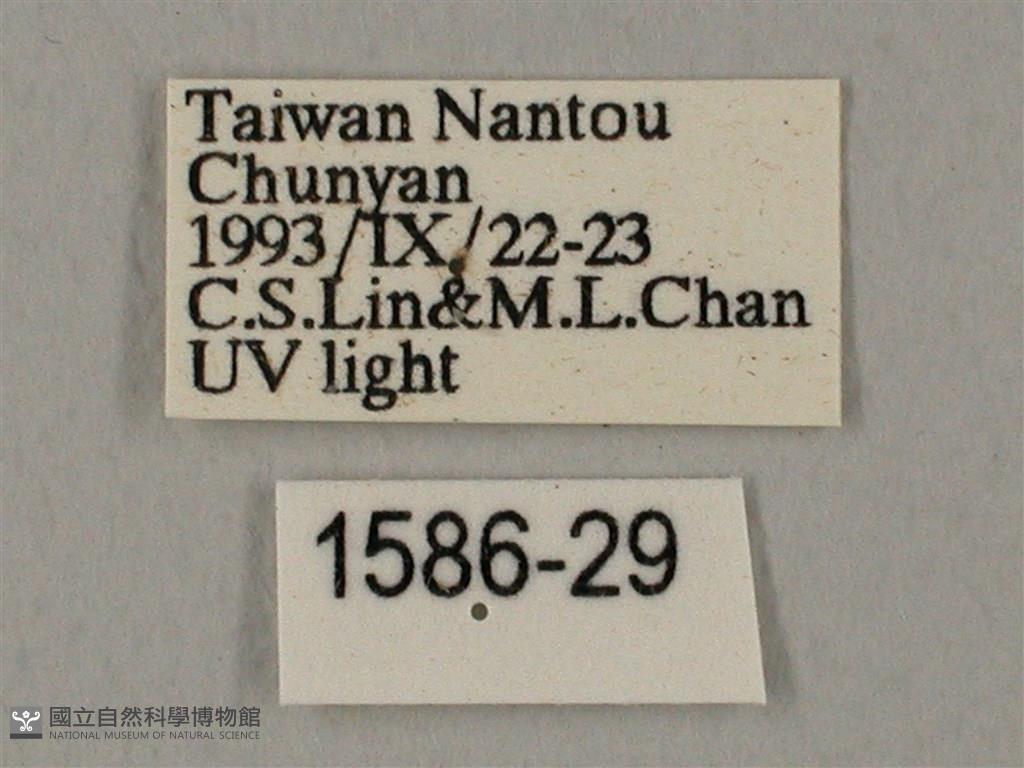 Taiwan Nantou
Chunyan
1993/IX/22-23
C.S.Lin&M.L.Chan
UV light
1586-29
國立自然科學博物館
NATIONAL MUSEUM OF NATURAL SCIENCE